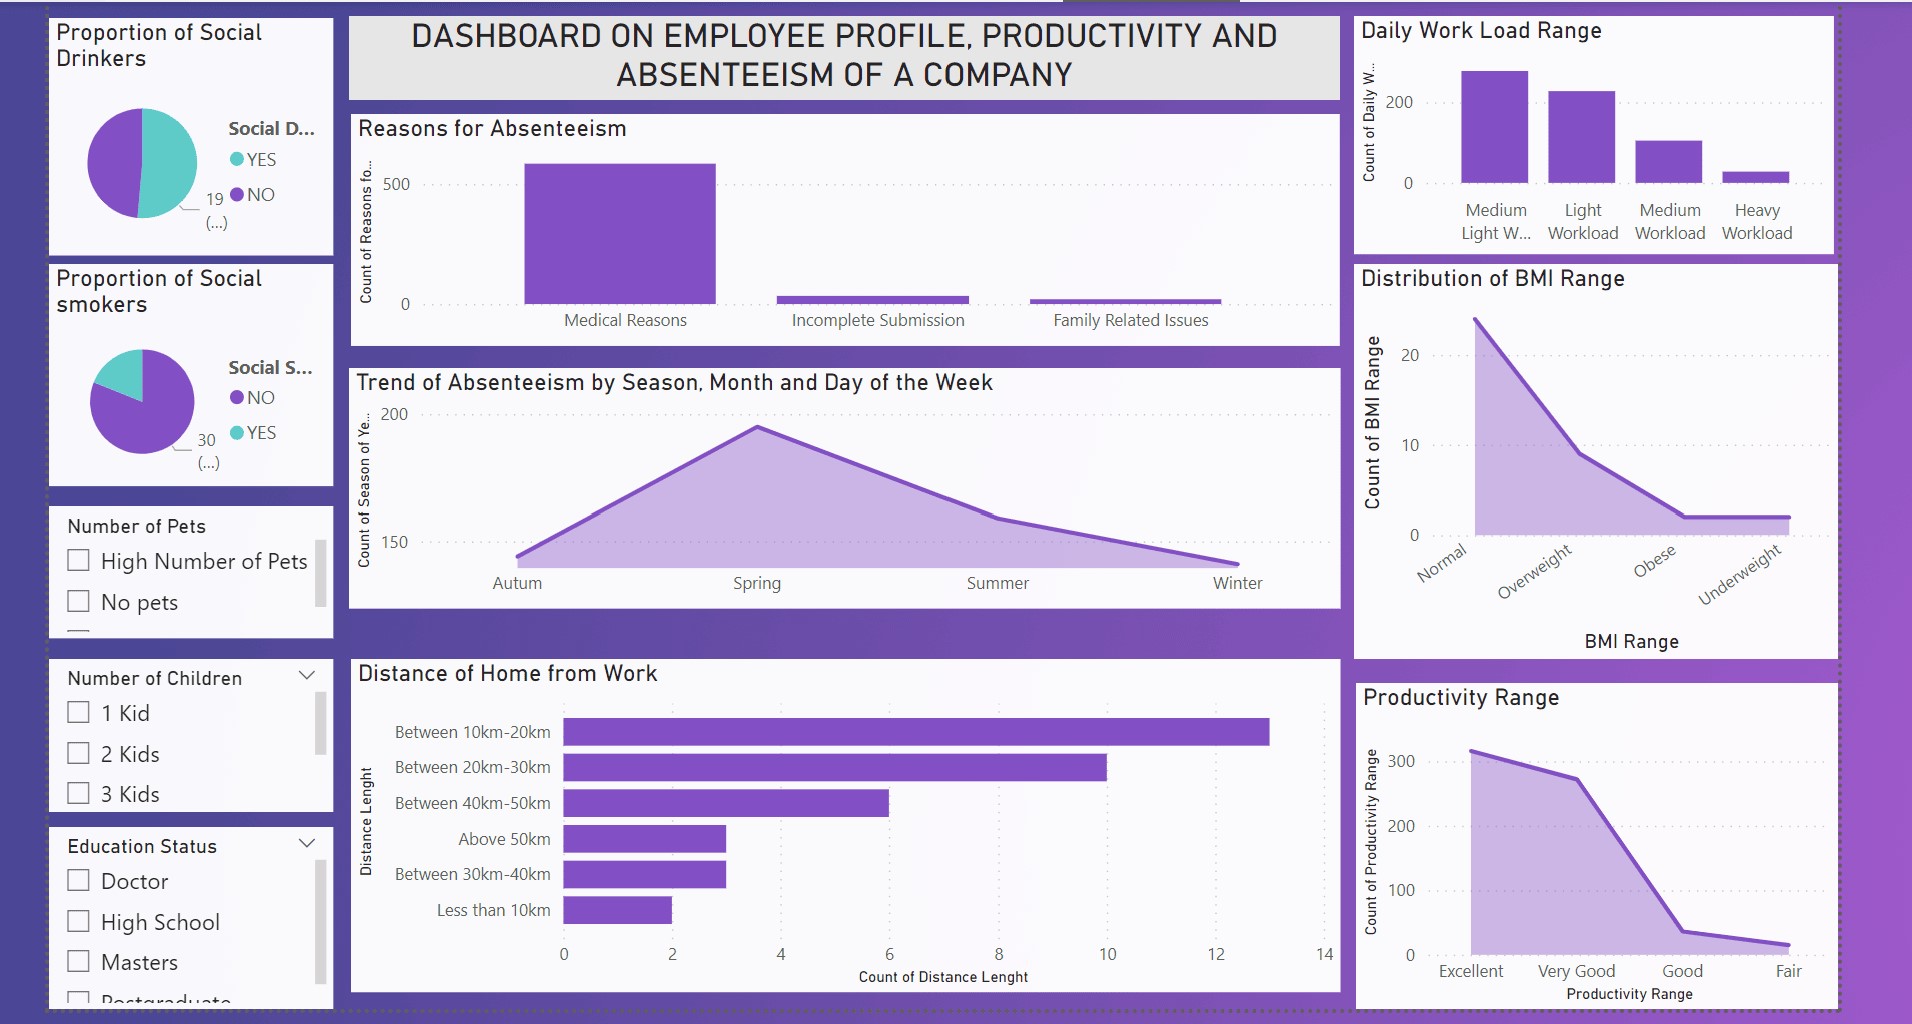 Proportion of Social
Drinkers
Social D...
YES
NO
19
(...)
Proportion of Social
smokers
Social S...
NO
YES
30
(...)
Number of Pets
High Number of Pets
No pets
Number of Children
1 Kid
2 Kids
3 Kids
Education Status
Doctor
High School
Masters
Postgraduate
DASHBOARD ON EMPLOYEE PROFILE, PRODUCTIVITY AND
ABSENTEEISM OF A COMPANY
Reasons for Absenteeism
Count of Reasons fo...
500
0
Medical Reasons
Incomplete Submission
Family Related Issues
Trend of Absenteeism by Season, Month and Day of the Week
Count of Season of Ye...
200
150
Autum
Spring
Summer
Winter
Distance of Home from Work
Distance Lenght
Between 10km-20km
Between 20km-30km
Between 40km-50km
Above 50km
Between 30km-40km
Less than 10km
0 2 4 6 8 10 12 14
Count of Distance Lenght
Daily Work Load Range
Count of Daily W...
200
0
Medium
Light W...
Light
Workload
Medium
Workload
Heavy
Workload
Distribution of BMI Range
Count of BMI Range
20
10
0
Normal
Overweight
Obese
Underweight
BMI Range
Productivity Range
Count of Productivity Range
300
200
100
0
Excellent
Very Good
Good
Fair
Productivity Range